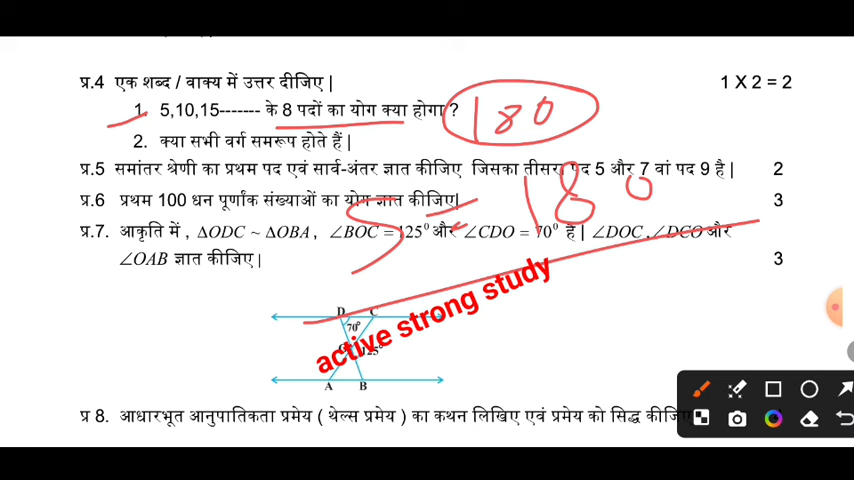 प्र.4 एक शब्द / वाक्य में उत्तर दीजिए | 1 X 2 = 2
1. 5,10,15------- के 8 पदों का योग क्या होगा ? 180
2. क्या सभी वर्ग समरूप होते हैं |
प्र.5 समांतर श्रेणी का प्रथम पद एवं सार्व-अंतर ज्ञात कीजिए जिसका तीसरा पद 5 और 7 वां पद 9 है | 2
प्र.6 प्रथम 100 धन पूर्णांक संख्याओं का योग ज्ञात कीजिए| 3
S = 180
प्र.7. आकृति में , ΔODC ~ ΔOBA, ∠BOC = 125⁰ और ∠CDO = 70⁰ है | ∠DOC ,∠DCO और
∠OAB ज्ञात कीजिए | 3
active strong study
D C
70°
125°
A B
प्र 8. आधारभूत आनुपातिकता प्रमेय ( थेल्स प्रमेय ) का कथन लिखिए एवं प्रमेय को सिद्ध कीजिए